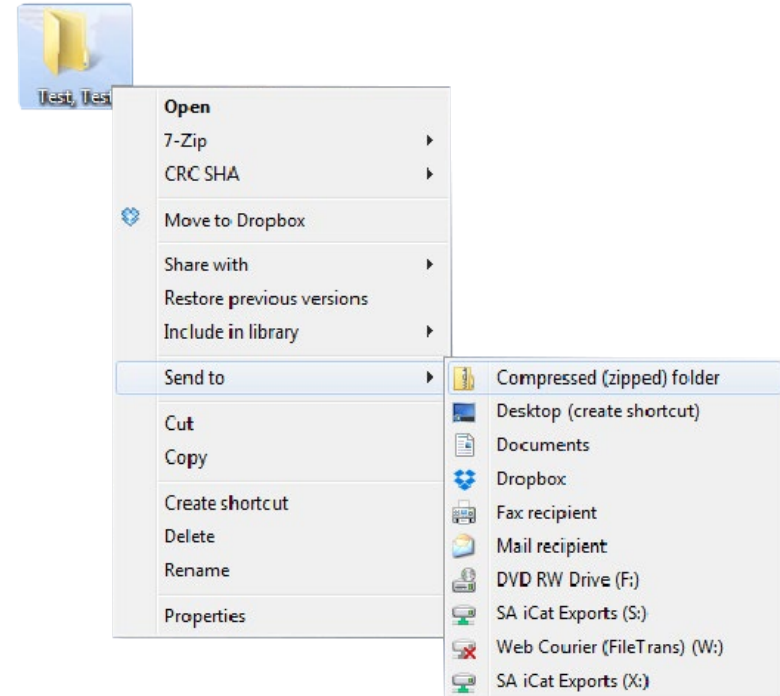 Test, Test
Open
7-Zip
CRC SHA
Move to Dropbox
Share with
Restore previous versions
Include in library
Send to
Cut
Copy
Create shortcut
Delete
Rename
Properties
Compressed (zipped) folder
Desktop (create shortcut)
Documents
Dropbox
Fax recipient
Mail recipient
DVD RW Drive (F:)
SA iCat Exports (S:)
Web Courier (FileTrans) (W:)
SA iCat Exports (X:)